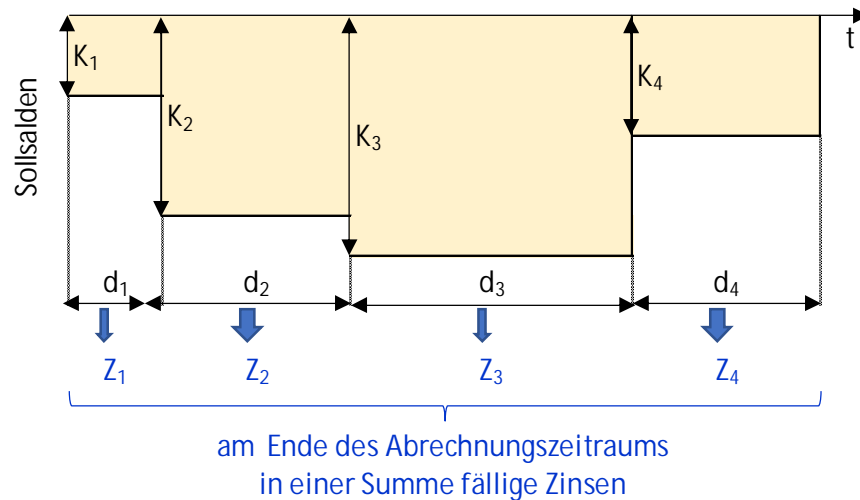 t
K₁
K₂
K₃
K₄
Sollsalden
d₁ d₂ d₃ d₄
Z₁ Z₂ Z₃ Z₄
am Ende des Abrechnungszeitraums
in einer Summe fällige Zinsen